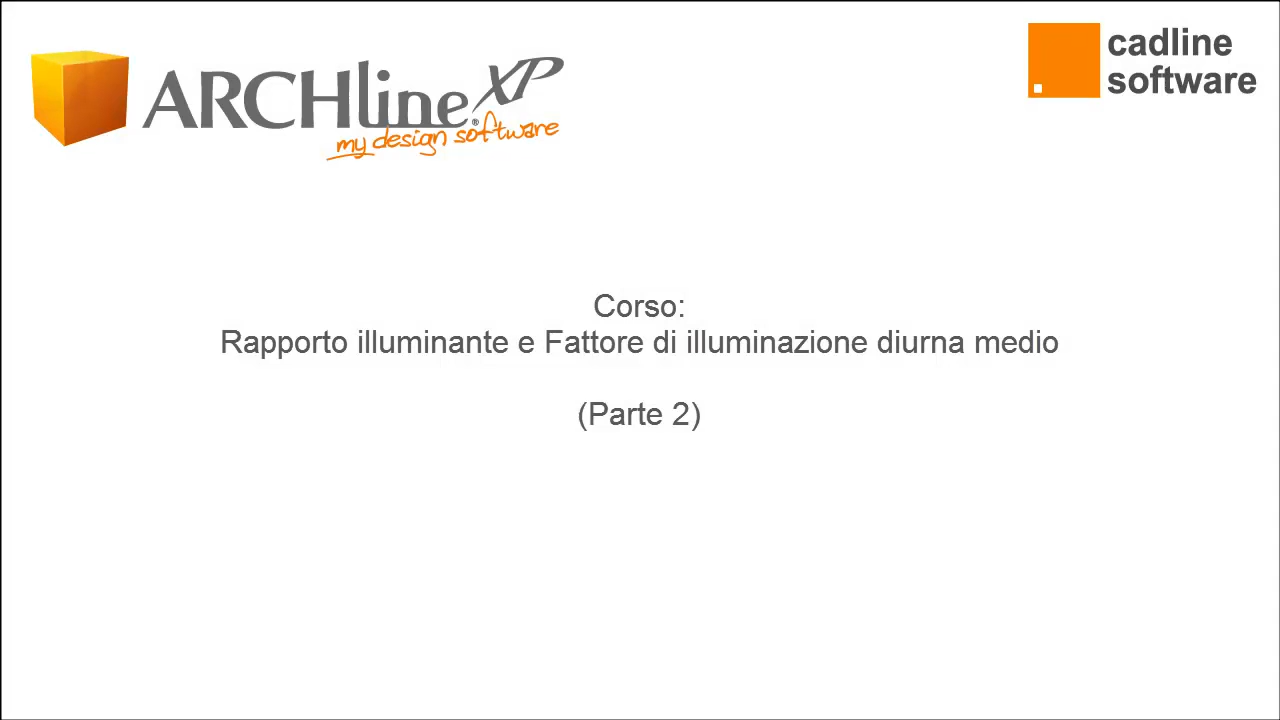 ARCHline.XP®
my design software
cadline
software
Corso:
Rapporto illuminante e Fattore di illuminazione diurna medio
(Parte 2)